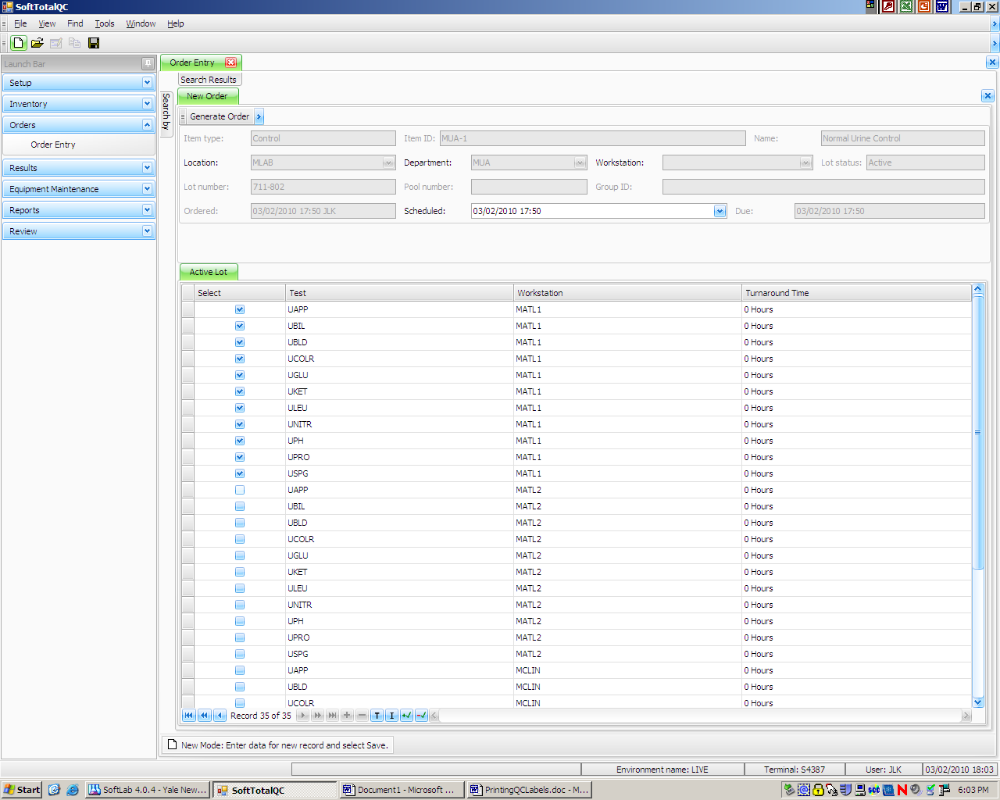 SoftTotalQC
File View Find Tools Window Help
Launch Bar
Setup
Inventory
Orders
Order Entry
Results
Equipment Maintenance
Reports
Review
Order Entry
Search Results
Search by
New Order
Generate Order
Item type: Control Item ID: MUA-1 Name: Normal Urine Control
Location: MLAB Department: MUA Workstation: Lot status: Active
Lot number: 711-802 Pool number: Group ID:
Ordered: 03/02/2010 17:50 JLK Scheduled: 03/02/2010 17:50 Due: 03/02/2010 17:50
Active Lot
Select Test Workstation Turnaround Time
UAPP MATL1 0 Hours
UBIL MATL1 0 Hours
UBLD MATL1 0 Hours
UCOLR MATL1 0 Hours
UGLU MATL1 0 Hours
UKET MATL1 0 Hours
ULEU MATL1 0 Hours
UNITR MATL1 0 Hours
UPH MATL1 0 Hours
UPRO MATL1 0 Hours
USPG MATL1 0 Hours
UAPP MATL2 0 Hours
UBIL MATL2 0 Hours
UBLD MATL2 0 Hours
UCOLR MATL2 0 Hours
UGLU MATL2 0 Hours
UKET MATL2 0 Hours
ULEU MATL2 0 Hours
UNITR MATL2 0 Hours
UPH MATL2 0 Hours
UPRO MATL2 0 Hours
USPG MATL2 0 Hours
UAPP MCLIN 0 Hours
UBLD MCLIN 0 Hours
UCOLR MCLIN 0 Hours
Record 35 of 35 T I
New Mode: Enter data for new record and select Save.
Environment name: LIVE Terminal: S4387 User: JLK 03/02/2010 18:03
Start SoftLab 4.0.4 - Yale New... SoftTotalQC Document1 - Microsoft ... PrintingQCLabels.doc - M... 6:03 PM